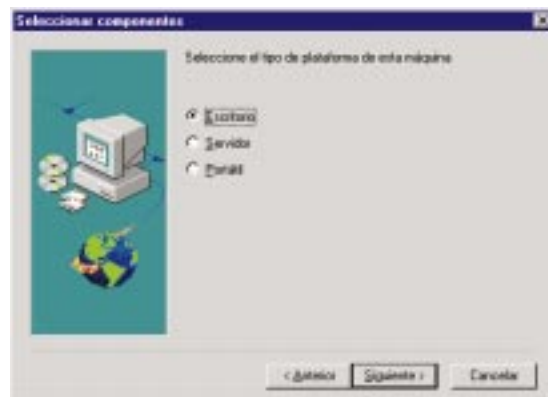 Seleccionar componentes
Seleccione el tipo de plataforma de esta máquina
Escritorio
Servidor
Portátil
< Anterior
Siguiente >
Cancelar